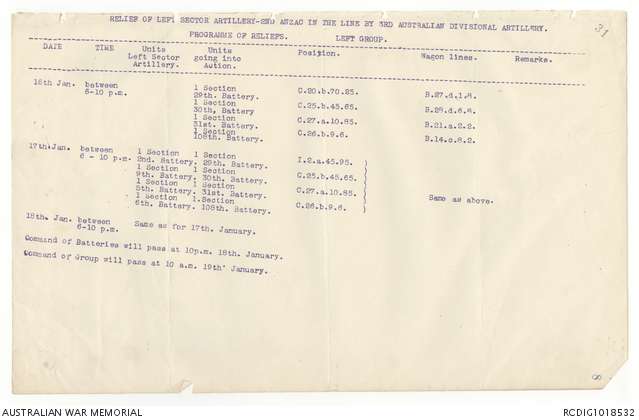 RELIEF OF LEFT SECTOR ARTILLERY-2ND ANZAC IN THE LINE BY 3RD AUSTRALIAN DIVISIONAL ARTILLERY.
31
PROGRAMME OF RELIEFS. LEFT GROUP.
DATE TIME Units Left Sector Artillery. Units going into Action. Position. Wagon lines. Remarks.
16th Jan. between 1 Section
6-10 p.m. 29th. Battery. C.20.b.70.25. B.27.d.1.8.
1 Section
30th, Battery C.25.b.45.65. B.28.d.6.8.
1 Section
31st. Battery. C.27.a.10.85. B.21.a.2.2.
1 Section
108th. Battery. C.26.b.9.6. B.14.c.8.2.
17th Jan. between 1 Section 1 Section
6 - 10 p.m. 2nd. Battery. 29th. Battery. I.2.a.45.95.
1 Section 1 Section
9th. Battery. 30th. Battery. C.25.b.45.65.
1 Section 1 Section
5th. Battery. 31st. Battery. C.27.a.10.85. Same as above.
1 Section 1.Section
6th. Battery. 108th. Battery. C.26.b.9.6.
18th. Jan. between
6-10 p.m. Same as for 17th. January.
Command of Batteries will pass at 10p.m. 18th. January.
Command of Group will pass at 10 a.m. 19th January.
8
AUSTRALIAN WAR MEMORIAL RCDIG1018532